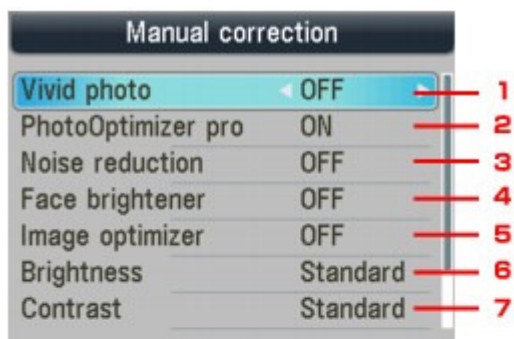 Manual correction
Vivid photo OFF 1
PhotoOptimizer pro ON 2
Noise reduction OFF 3
Face brightener OFF 4
Image optimizer OFF 5
Brightness Standard 6
Contrast Standard 7